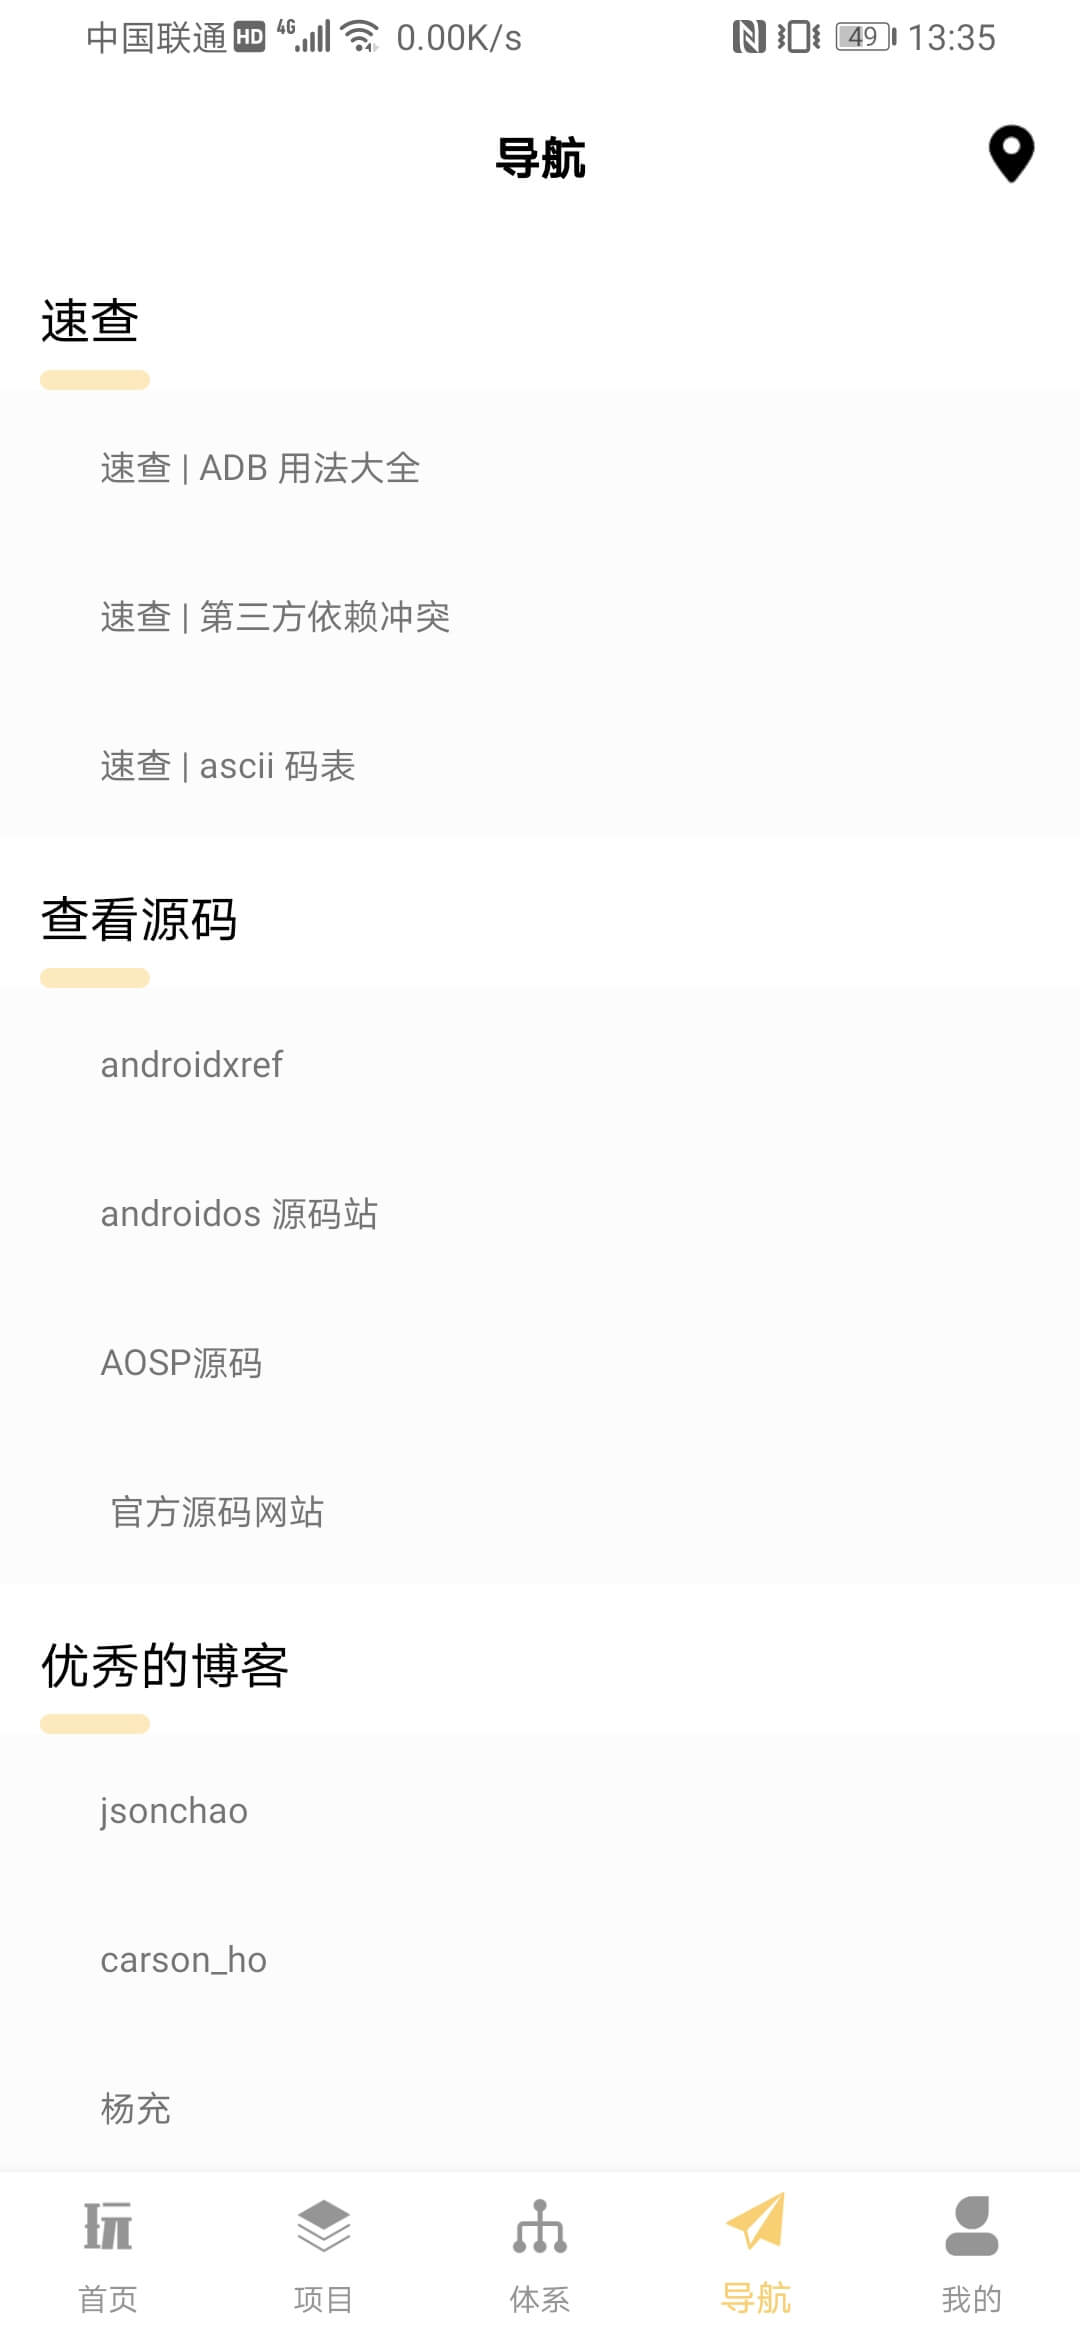 中国联通 HD 4G 0.00K/s 49 13:35
导航
速查
速查 | ADB 用法大全
速查 | 第三方依赖冲突
速查 | ascii 码表
查看源码
androidxref
androidos 源码站
AOSP源码
官方源码网站
优秀的博客
jsonchao
carson_ho
杨充
玩
首页 项目 体系 导航 我的